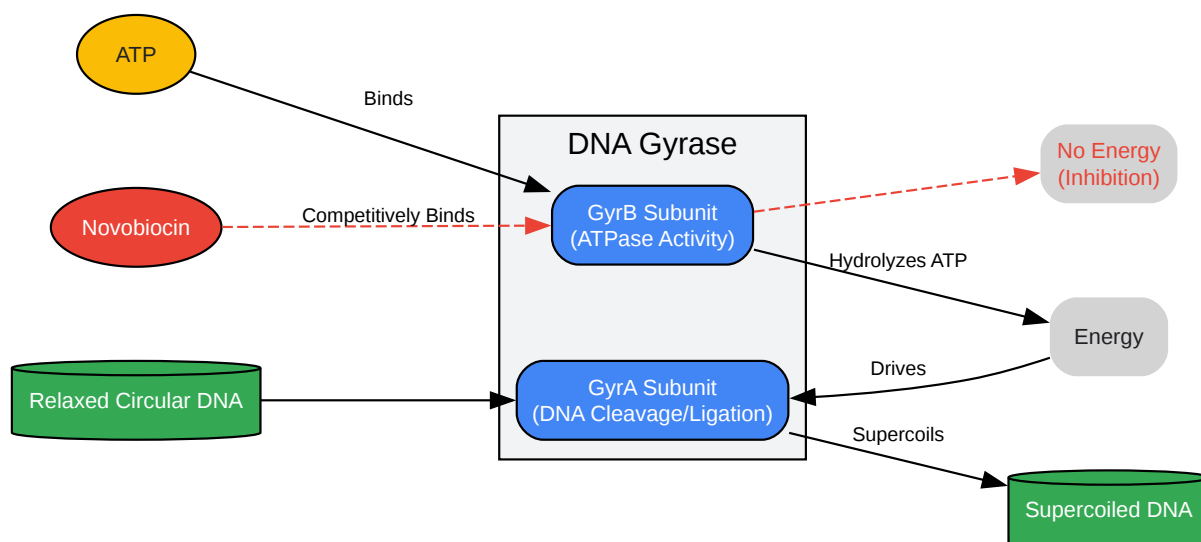 ATP
Binds
DNA Gyrase
No Energy
(Inhibition)
Novobiocin
Competitively Binds
GyrB Subunit
(ATPase Activity)
Hydrolyzes ATP
Energy
Drives
Relaxed Circular DNA
GyrA Subunit
(DNA Cleavage/Ligation)
Supercoils
Supercoiled DNA